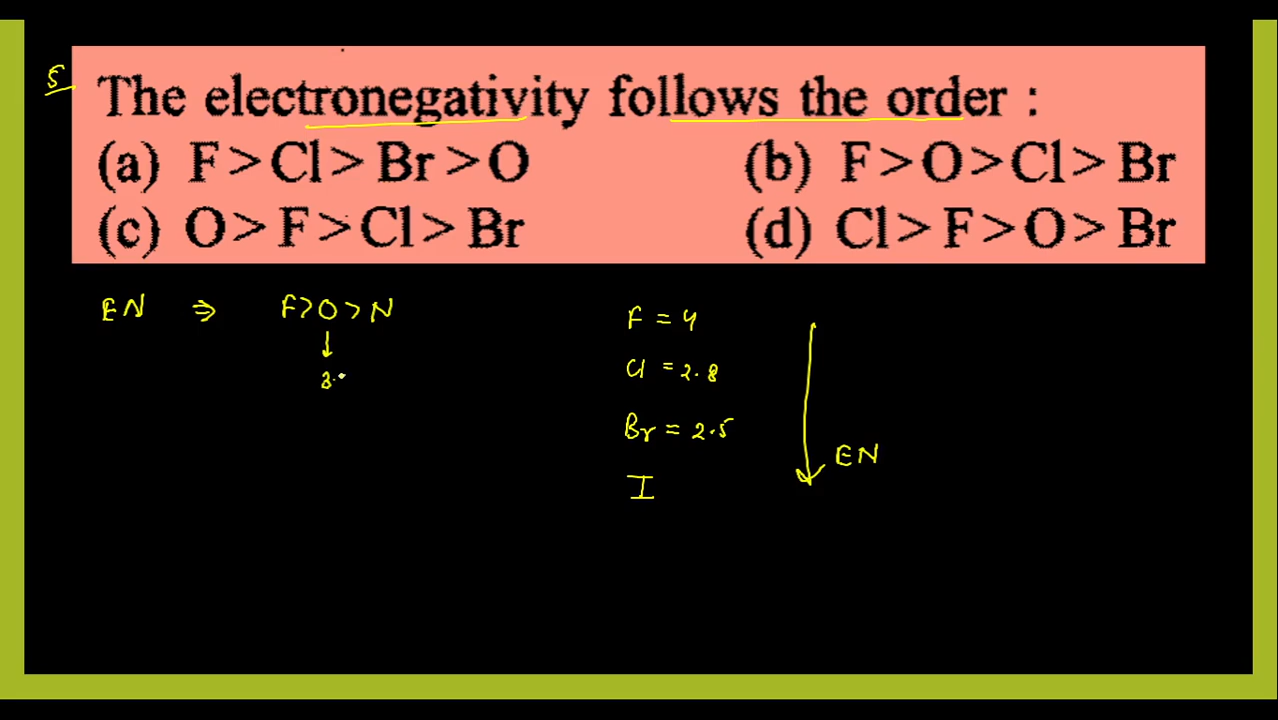 5
The electronegativity follows the order :
(a) F > Cl > Br > O (b) F > O > Cl > Br
(c) O > F > Cl > Br (d) Cl > F > O > Br
EN ⇒ F > O > N
↓
3.
F = 4
Cl = 2.8
Br = 2.5
I
EN